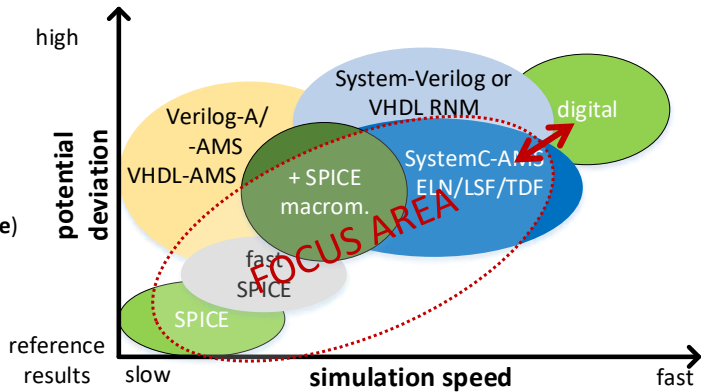 high
System-Verilog or
VHDL RNM
digital
Verilog-A/
-AMS
VHDL-AMS
+ SPICE
macrom.
SystemC-AMS
ELN/LSF/TDF
potential
deviation
e)
FOCUS AREA
fast
SPICE
SPICE
reference
results
slow
simulation speed
fast